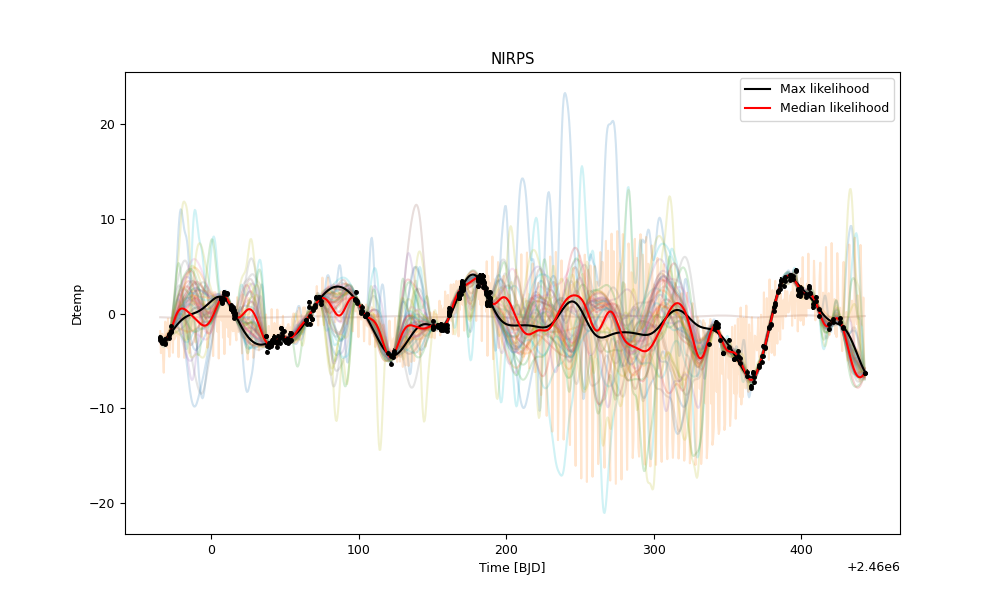 NIRPS
Max likelihood
Median likelihood
Dtemp
20
10
0
−10
−20
0
100
200
300
400
Time [BJD]
+2.46e6